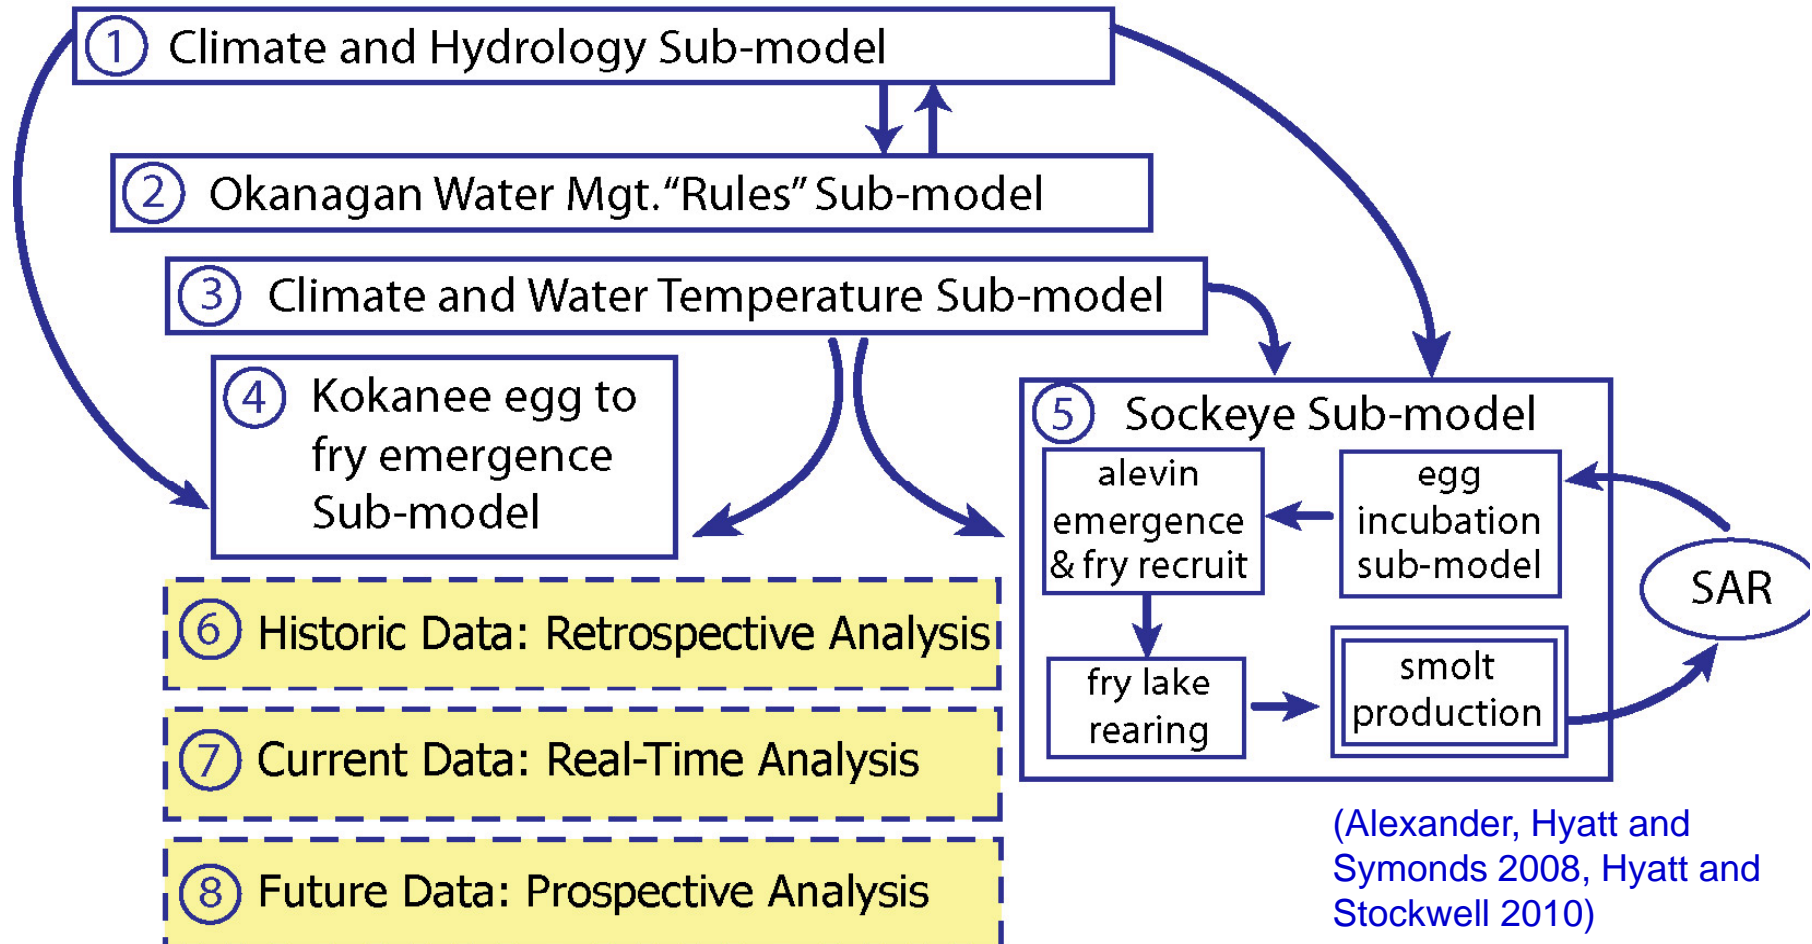 1 Climate and Hydrology Sub-model
2 Okanagan Water Mgt. “Rules” Sub-model
3 Climate and Water Temperature Sub-model
4 Kokanee egg to
fry emergence
Sub-model
5 Sockeye Sub-model
alevin
emergence
& fry recruit
egg
incubation
sub-model
fry lake
rearing
smolt
production
SAR
6 Historic Data: Retrospective Analysis
7 Current Data: Real-Time Analysis
8 Future Data: Prospective Analysis
(Alexander, Hyatt and
Symonds 2008, Hyatt and
Stockwell 2010)